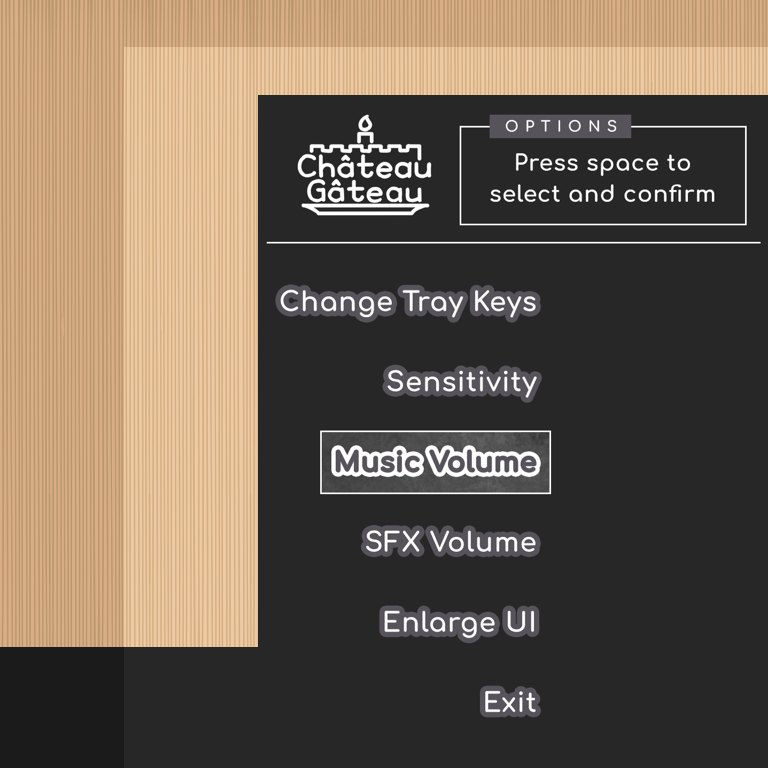 Château
Gâteau
OPTIONS
Press space to
select and confirm
Change Tray Keys
Sensitivity
Music Volume
SFX Volume
Enlarge UI
Exit